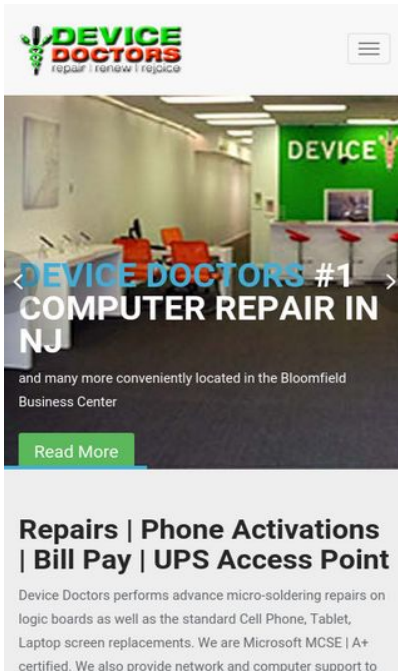 DEVICE
DOCTORS
repair | renew | rejoice
DEVICE
DEVICE DOCTORS #1
COMPUTER REPAIR IN
NJ
and many more conveniently located in the Bloomfield
Business Center
Read More
Repairs | Phone Activations
| Bill Pay | UPS Access Point
Device Doctors performs advance micro-soldering repairs on
logic boards as well as the standard Cell Phone, Tablet,
Laptop screen replacements. We are Microsoft MCSE | A+
certified. We also provide network and computer support to